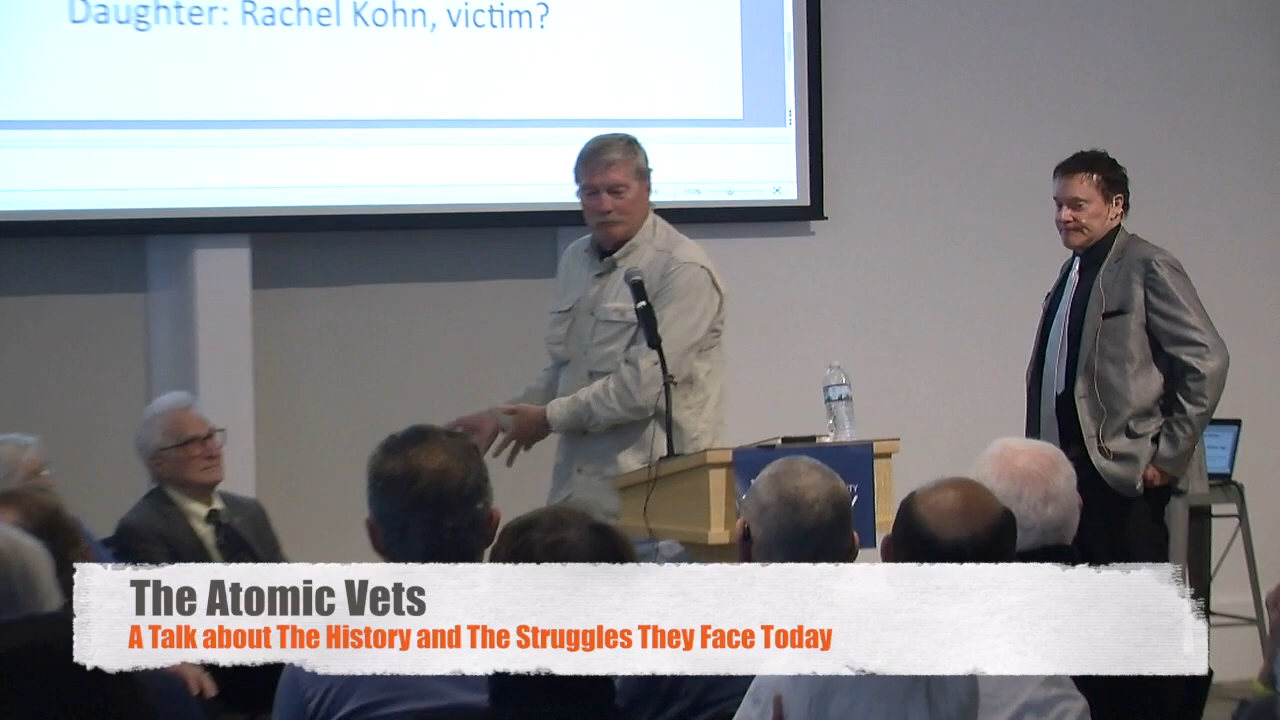 Daughter: Rachel Kohn, victim?
The Atomic Vets
A Talk about The History and The Struggles They Face Today